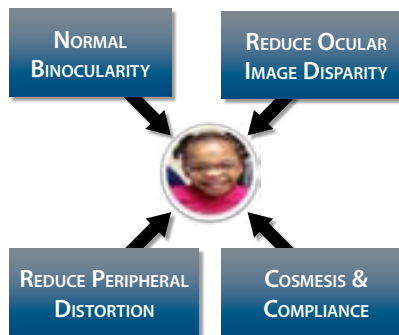 Normal
Binocularity
Reduce Ocular
Image Disparity
Reduce Peripheral
Distortion
Cosmesis &
Compliance